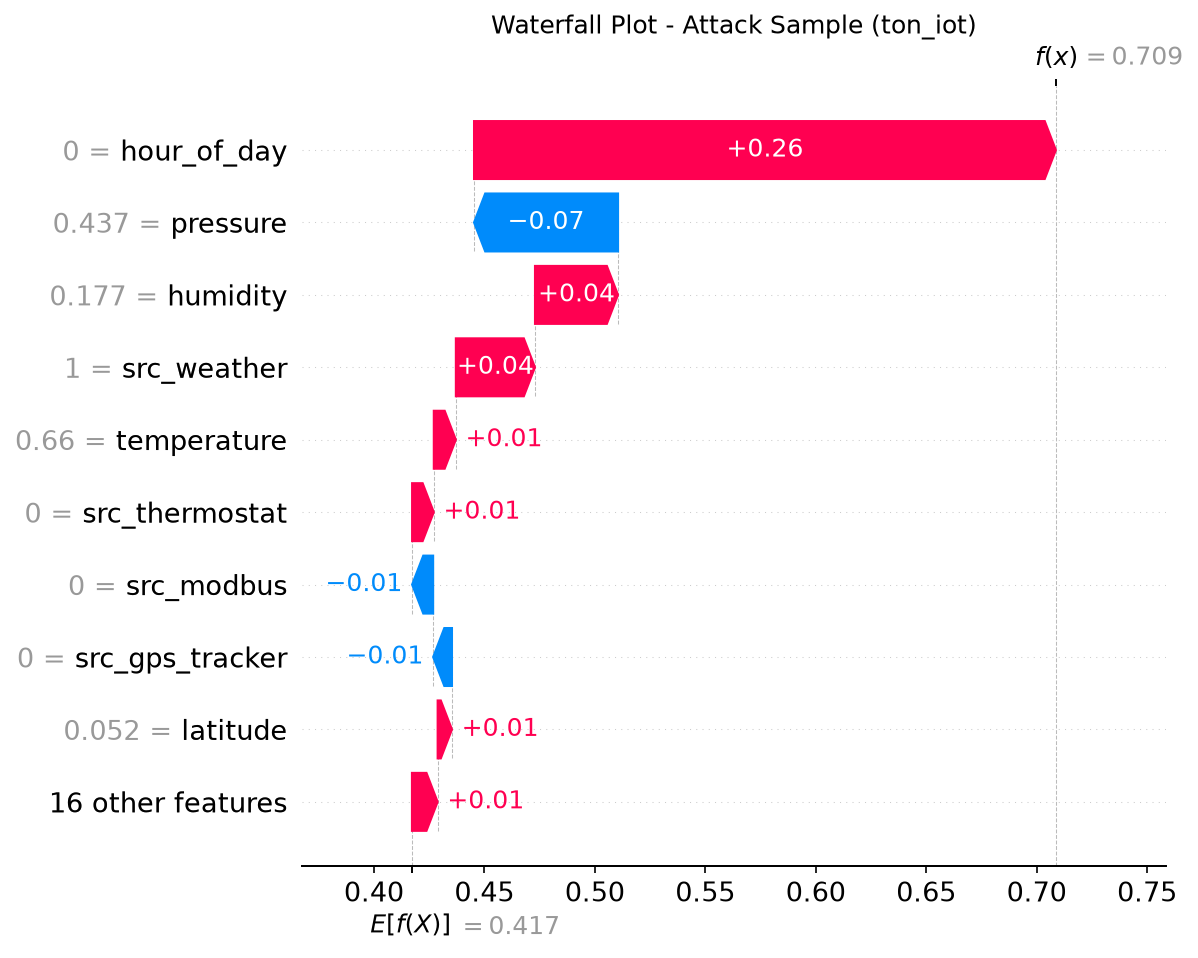 Waterfall Plot - Attack Sample (ton_iot)
f(x) = 0.709
0 = hour_of_day +0.26
0.437 = pressure −0.07
0.177 = humidity +0.04
1 = src_weather +0.04
0.66 = temperature +0.01
0 = src_thermostat +0.01
0 = src_modbus −0.01
0 = src_gps_tracker −0.01
0.052 = latitude +0.01
16 other features +0.01
0.40 0.45 0.50 0.55 0.60 0.65 0.70 0.75
E[f(X)] = 0.417